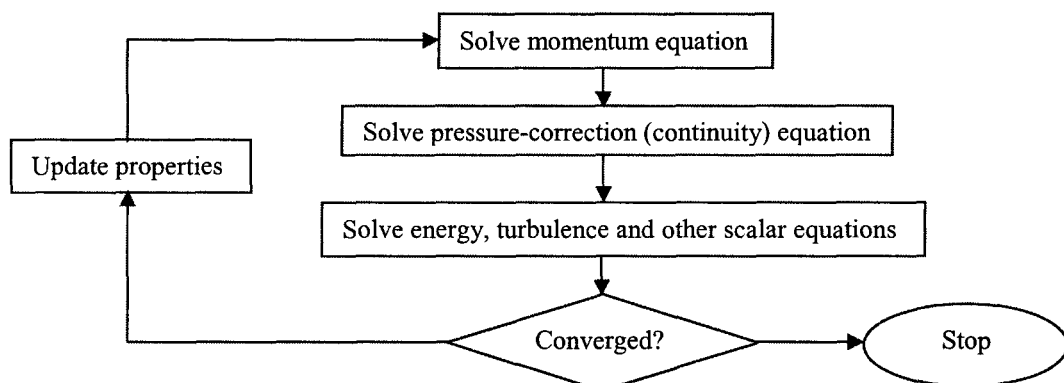 Solve momentum equation
Solve pressure-correction (continuity) equation
Update properties
Solve energy, turbulence and other scalar equations
Converged?
Stop